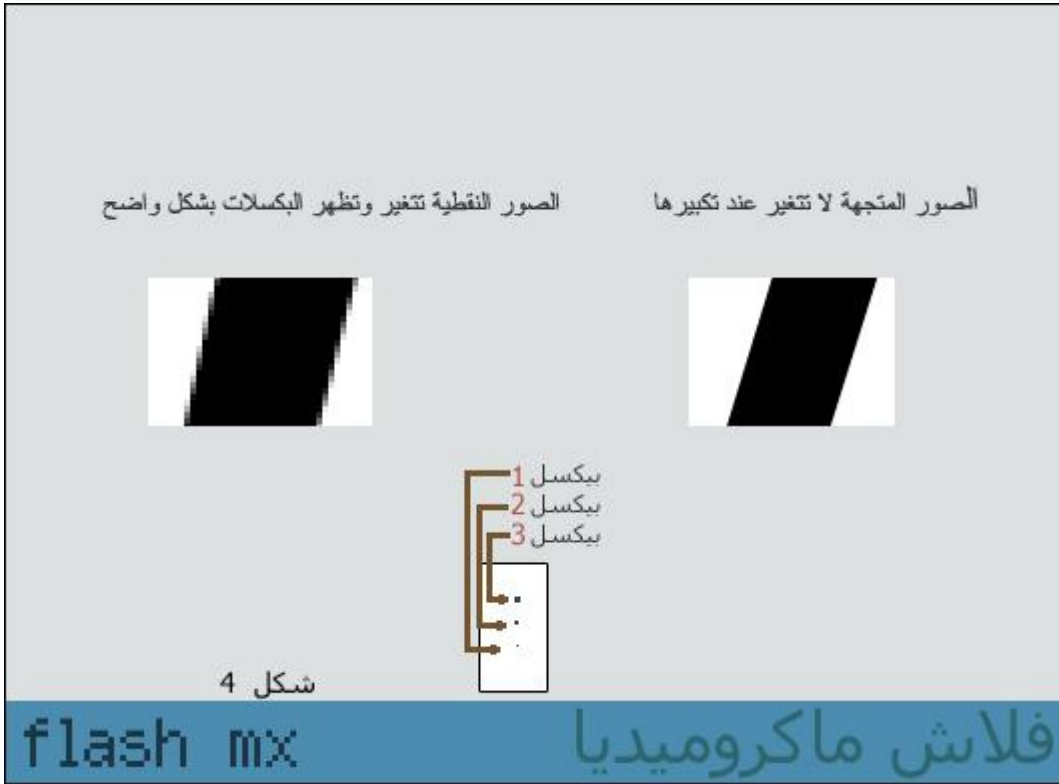 الصور المتجهة لا تتغير عند تكبيرها
الصور النقطية تتغير وتظهر البكسلات بشكل واضح
بيكسل 1
بيكسل 2
بيكسل 3
شكل 4
فلاش ماكروميديا
flash mx